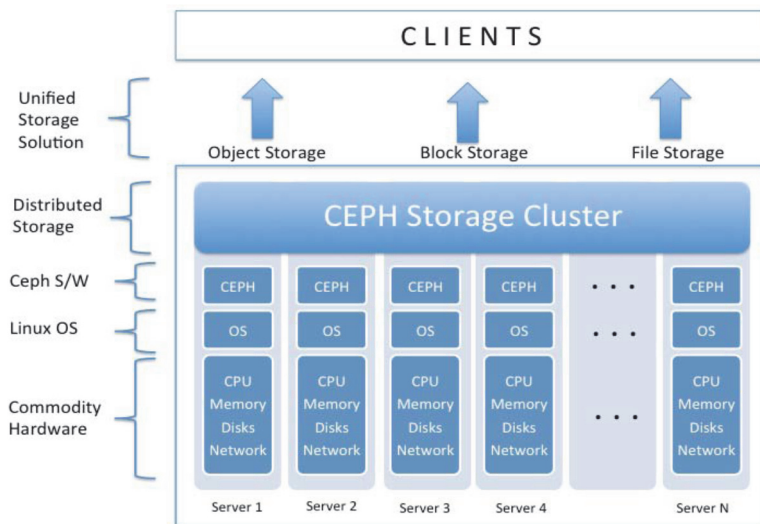 CLIENTS
Unified
Storage
Solution
Object Storage
Block Storage
File Storage
Distributed
Storage
CEPH Storage Cluster
Ceph S/W
CEPH
CEPH
CEPH
CEPH
. . .
CEPH
Linux OS
OS
OS
OS
OS
. . .
OS
Commodity
Hardware
CPU
Memory
Disks
Network
CPU
Memory
Disks
Network
CPU
Memory
Disks
Network
CPU
Memory
Disks
Network
. . .
CPU
Memory
Disks
Network
Server 1
Server 2
Server 3
Server 4
Server N